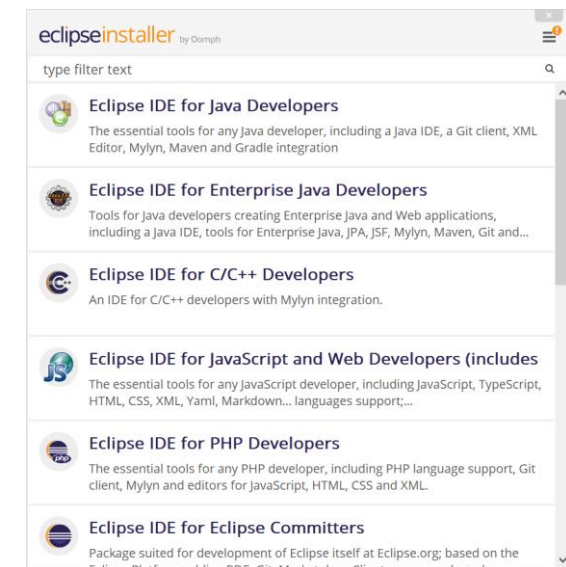 eclipseinstaller by Oomph
type filter text
Eclipse IDE for Java Developers
The essential tools for any Java developer, including a Java IDE, a Git client, XML
Editor, Mylyn, Maven and Gradle integration
Eclipse IDE for Enterprise Java Developers
Tools for Java developers creating Enterprise Java and Web applications,
including a Java IDE, tools for Enterprise Java, JPA, JSF, Mylyn, Maven, Git and...
Eclipse IDE for C/C++ Developers
An IDE for C/C++ developers with Mylyn integration.
Eclipse IDE for JavaScript and Web Developers (includes
The essential tools for any JavaScript developer, including JavaScript, TypeScript,
HTML, CSS, XML, Yaml, Markdown... languages support;...
Eclipse IDE for PHP Developers
The essential tools for any PHP developer, including PHP language support, Git
client, Mylyn and editors for JavaScript, HTML, CSS and XML.
Eclipse IDE for Eclipse Committers
Package suited for development of Eclipse itself at Eclipse.org; based on the